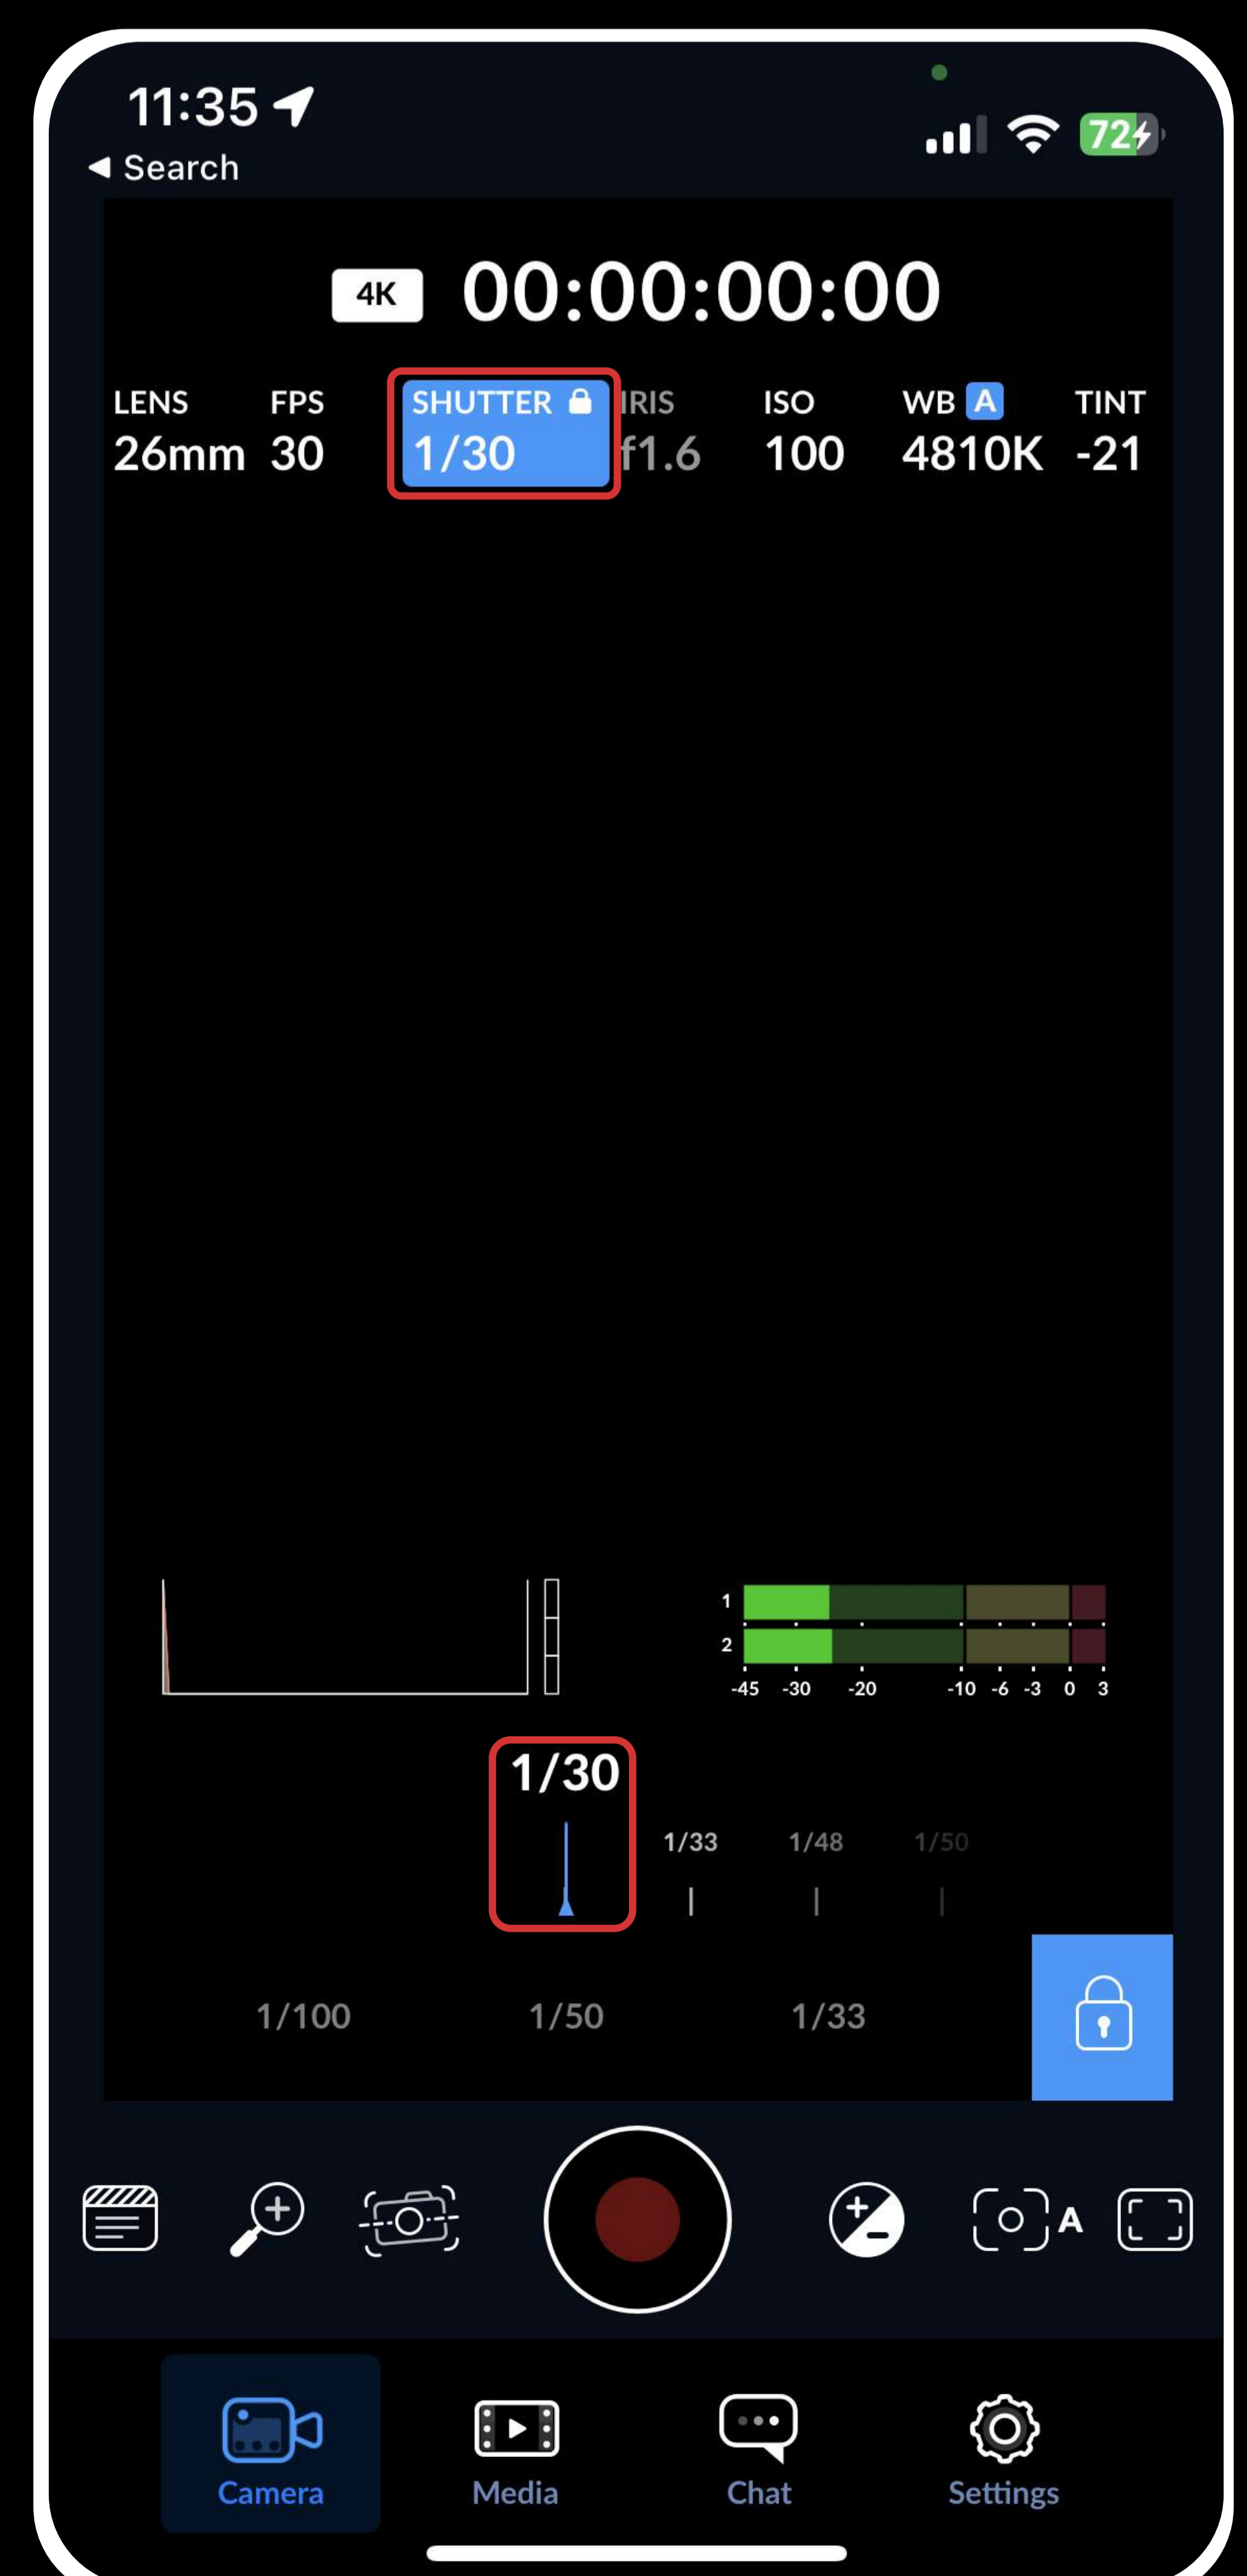 11:35
72
◀ Search
4K 00:00:00:00
LENS FPS SHUTTER IRIS ISO WB A TINT
26mm 30 1/30 f1.6 100 4810K -21
1
2
-45 -30 -20 -10 -6 -3 0 3
1/30
1/33 1/48 1/50
1/100 1/50 1/33
A
Camera Media Chat Settings